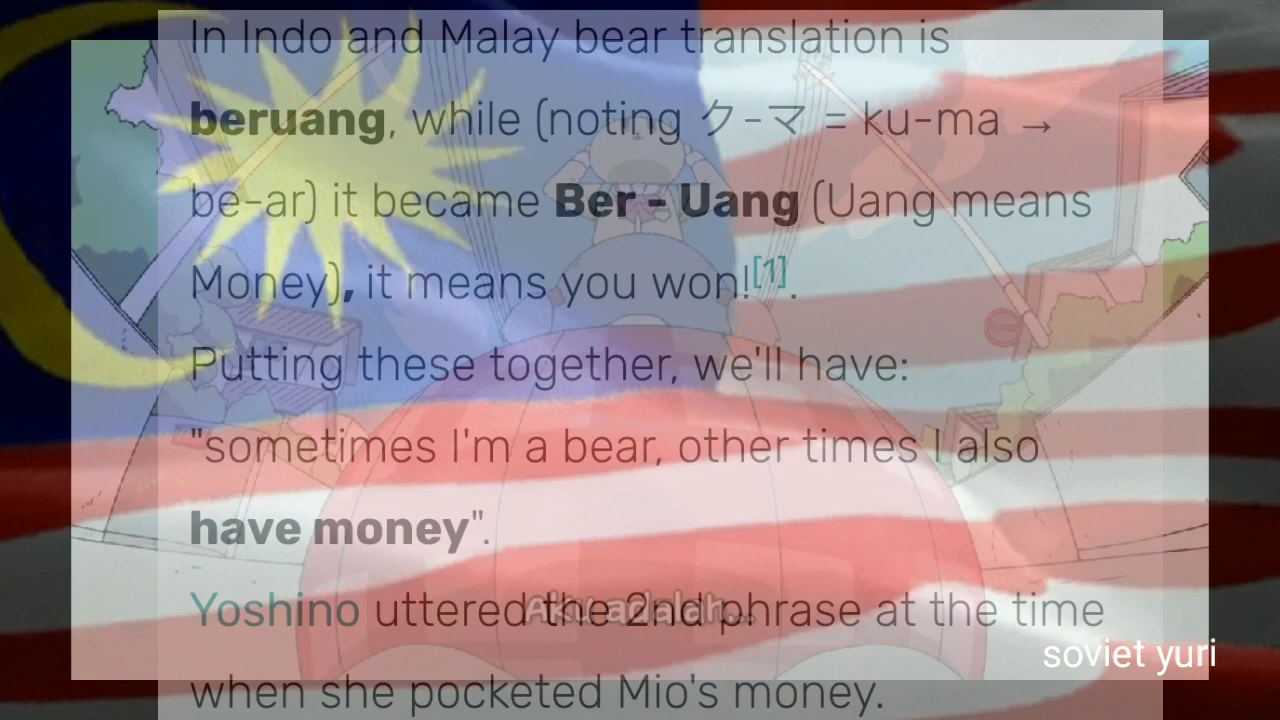 In Indo and Malay bear translation is
beruang, while (noting ク-マ = ku-ma →
be-ar) it became Ber - Uang (Uang means
Money), it means you won![1].
Putting these together, we'll have:
"sometimes I'm a bear, other times I also
have money".
Yoshino uttered the 2nd phrase at the time
Aku adalah...
soviet yuri
when she pocketed Mio's money.